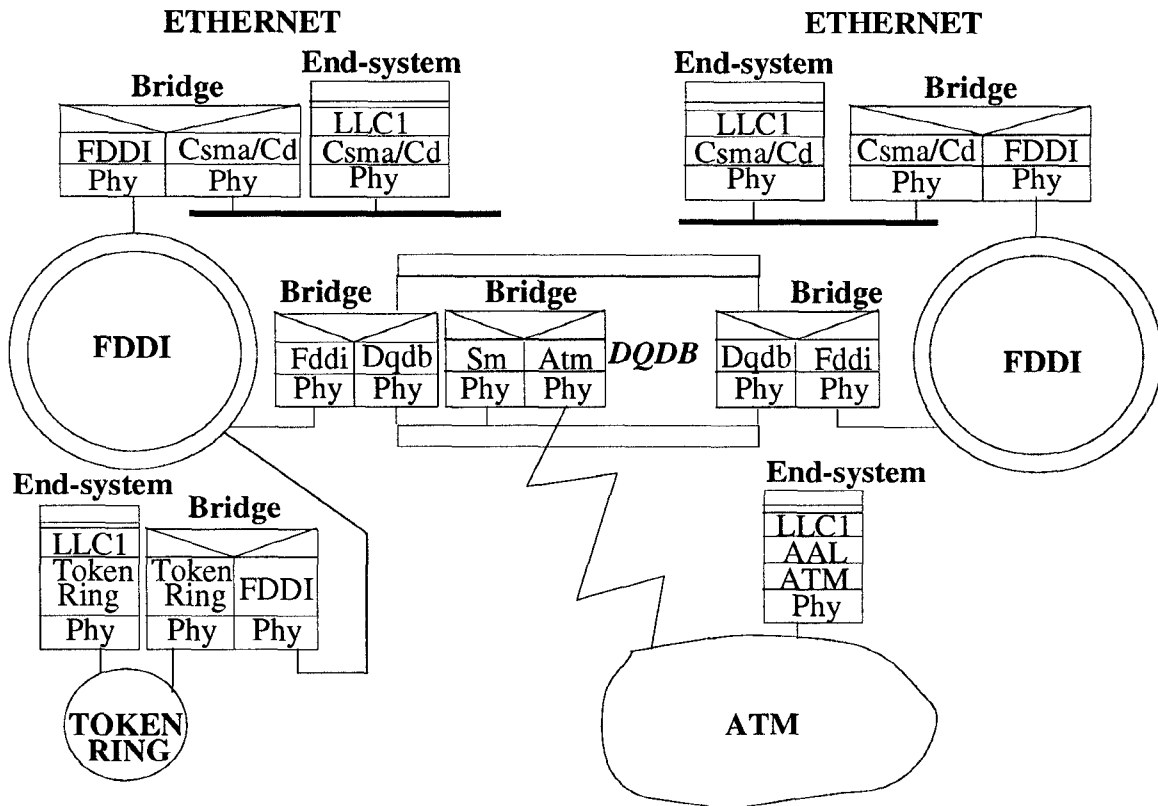 ETHERNET
ETHERNET
End-system
LLC1
Csma/Cd
Phy
Bridge
FDDI Csma/Cd
Phy Phy
End-system
LLC1
Csma/Cd
Phy
Bridge
Csma/Cd FDDI
Phy Phy
FDDI
Bridge
Fddi Dqdb
Phy Phy
Bridge
Sm Atm
Phy Phy
DQDB
Bridge
Dqdb Fddi
Phy Phy
FDDI
End-system
LLC1
Token
Ring
Phy
Bridge
Token
Ring
FDDI
Phy Phy
TOKEN
RING
End-system
LLC1
AAL
ATM
Phy
ATM